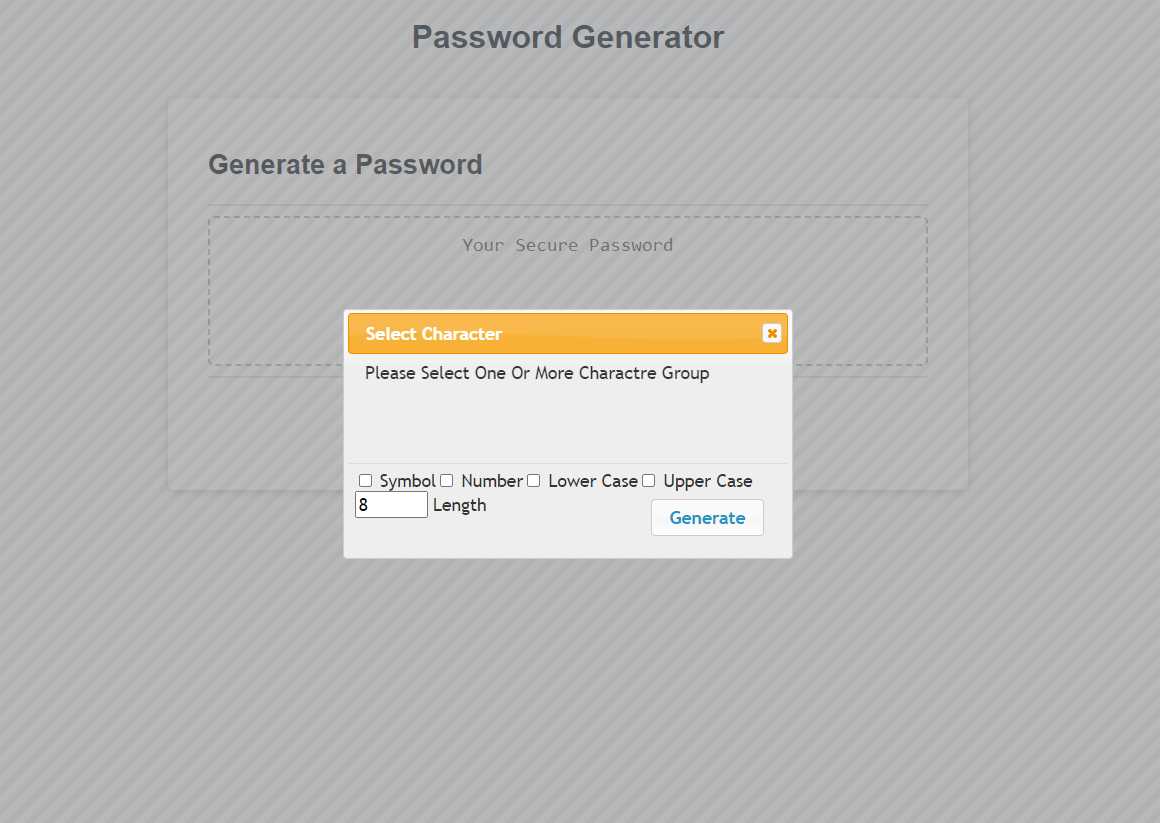 Password Generator
Generate a Password
Your Secure Password
Select Character
Please Select One Or More Charactre Group
Symbol Number Lower Case Upper Case
8 Length
Generate